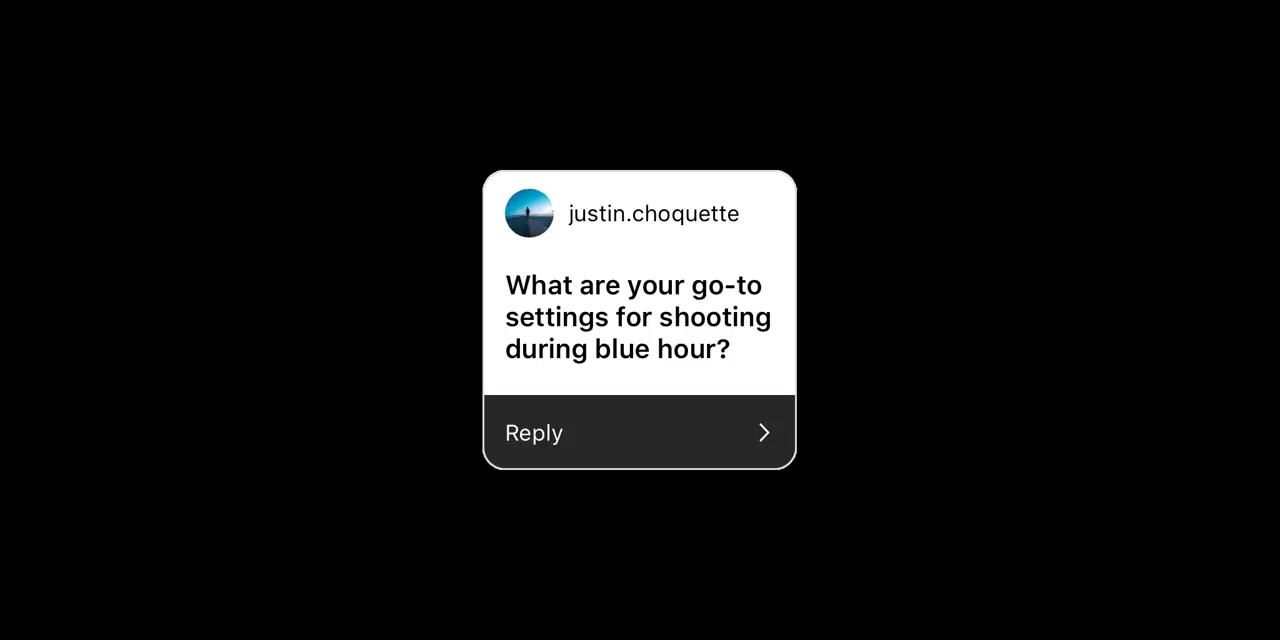 justin.choquette
What are your go-to
settings for shooting
during blue hour?
Reply